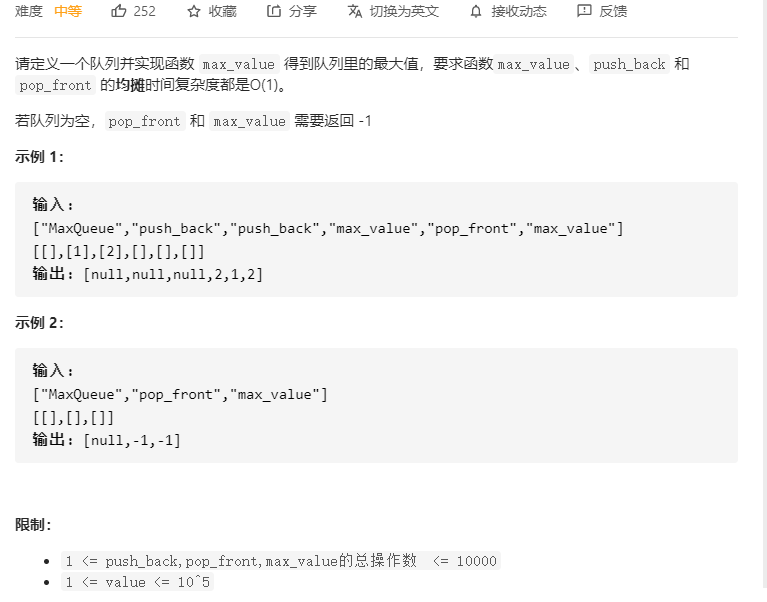 难度 中等 252 收藏 分享 切换为英文 接收动态 反馈
请定义一个队列并实现函数 max_value 得到队列里的最大值，要求函数max_value、push_back 和
pop_front 的均摊时间复杂度都是O(1)。
若队列为空，pop_front 和 max_value 需要返回 -1
示例 1：
输入:
["MaxQueue","push_back","push_back","max_value","pop_front","max_value"]
[[],[1],[2],[],[],[]]
输出: [null,null,null,2,1,2]
示例 2：
输入:
["MaxQueue","pop_front","max_value"]
[[],[],[]]
输出: [null,-1,-1]
限制：
1 <= push_back,pop_front,max_value的总操作数 <= 10000
1 <= value <= 10^5